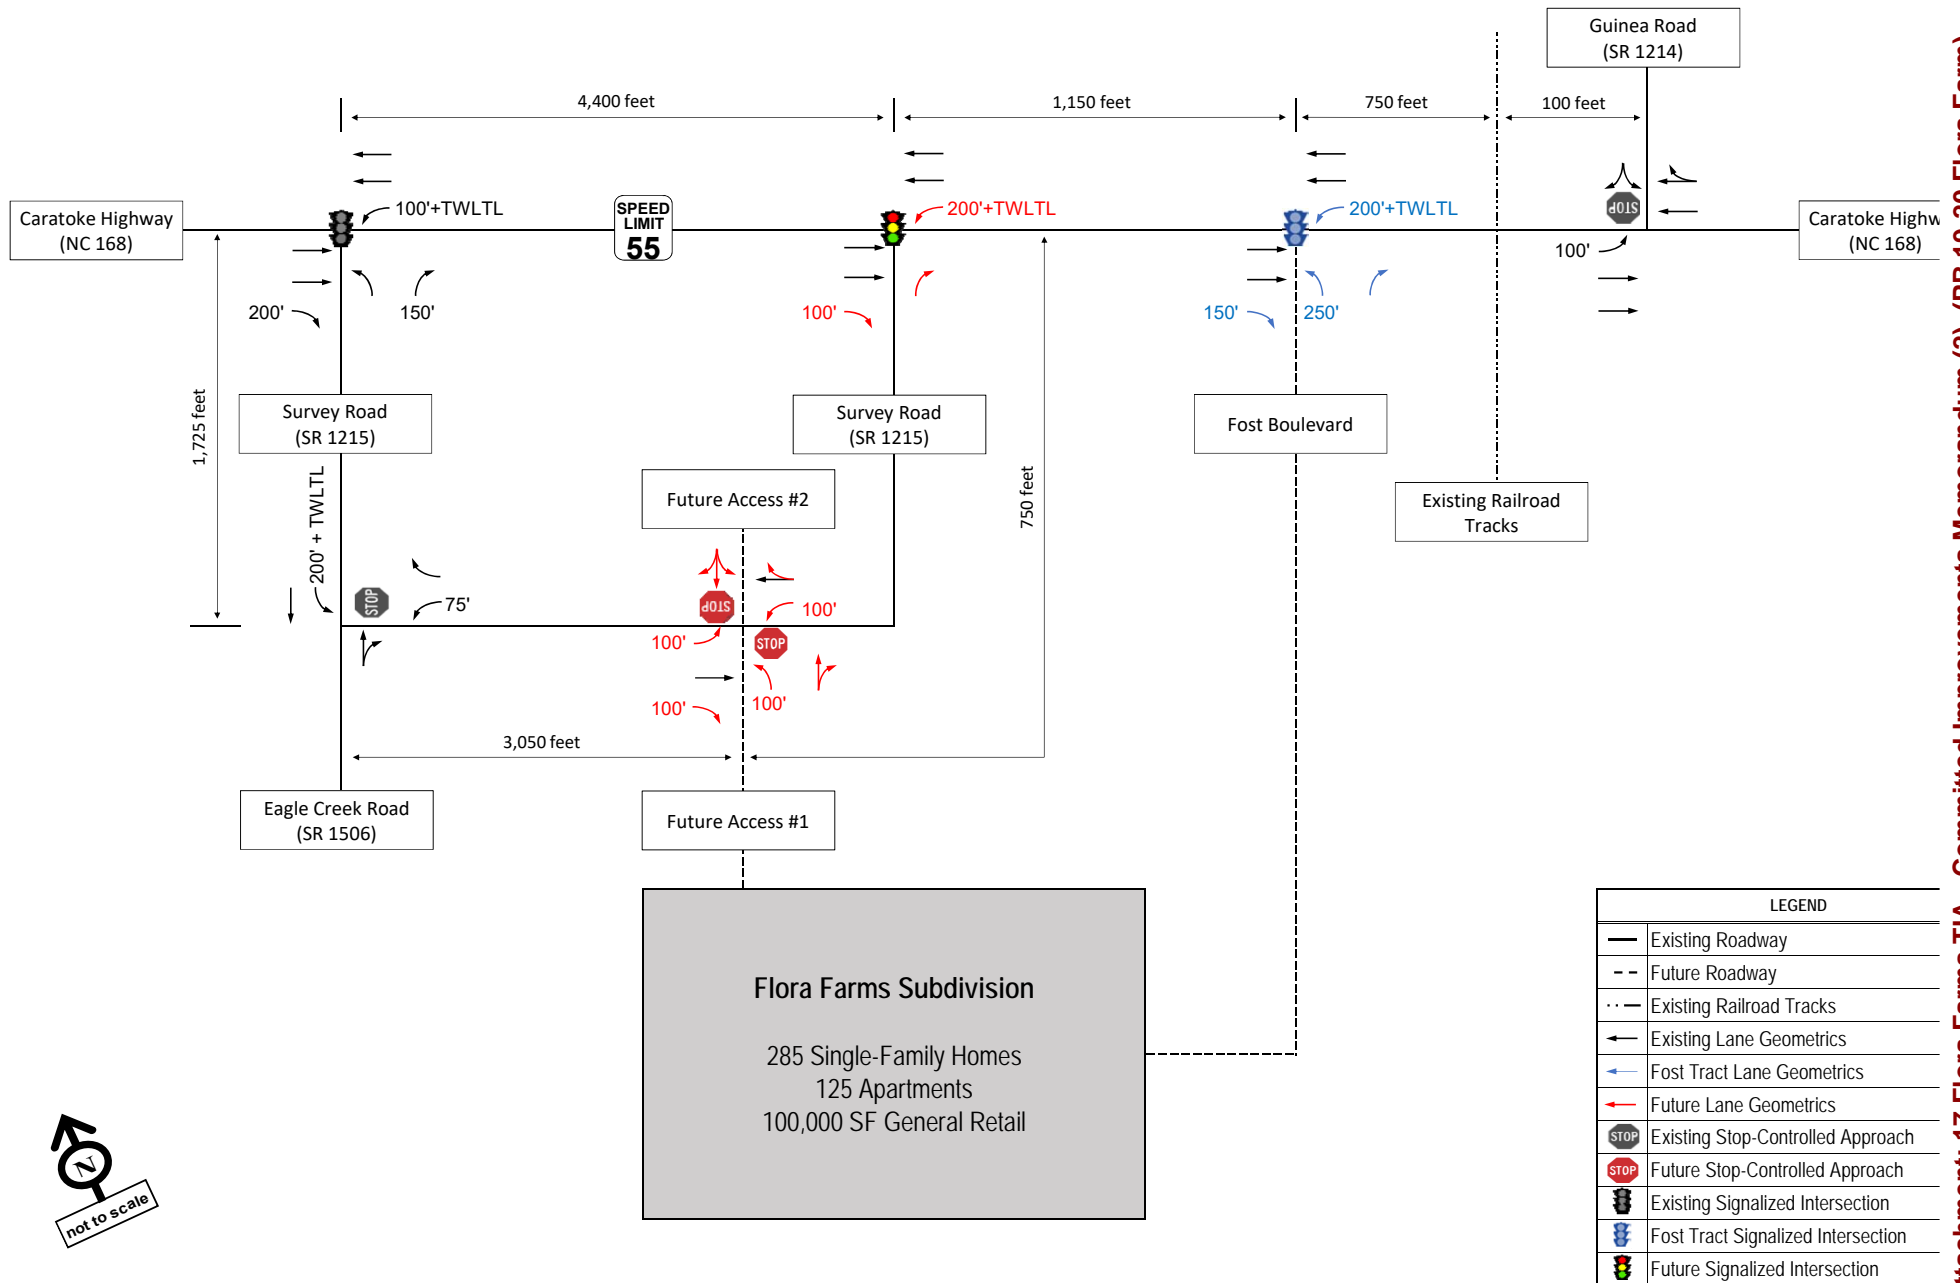 Guinea Road
(SR 1214)
4,400 feet
1,150 feet
750 feet
100 feet
Caratoke Highway
(NC 168)
100'+TWLTL
SPEED
LIMIT
55
200'+TWLTL
200'+TWLTL
STOP
100'
Caratoke Highw
(NC 168)
200'
150'
100'
150'
250'
1,725 feet
Survey Road
(SR 1215)
Survey Road
(SR 1215)
Fost Boulevard
200' + TWLTL
Future Access #2
750 feet
Existing Railroad
Tracks
STOP
75'
STOP
100'
100'
STOP
100'
100'
3,050 feet
Eagle Creek Road
(SR 1506)
Future Access #1
Flora Farms Subdivision
285 Single-Family Homes
125 Apartments
100,000 SF General Retail
N
not to scale
LEGEND
Existing Roadway
Future Roadway
Existing Railroad Tracks
Existing Lane Geometrics
Fost Tract Lane Geometrics
Future Lane Geometrics
STOP Existing Stop-Controlled Approach
STOP Future Stop-Controlled Approach
Existing Signalized Intersection
Fost Tract Signalized Intersection
Future Signalized Intersection